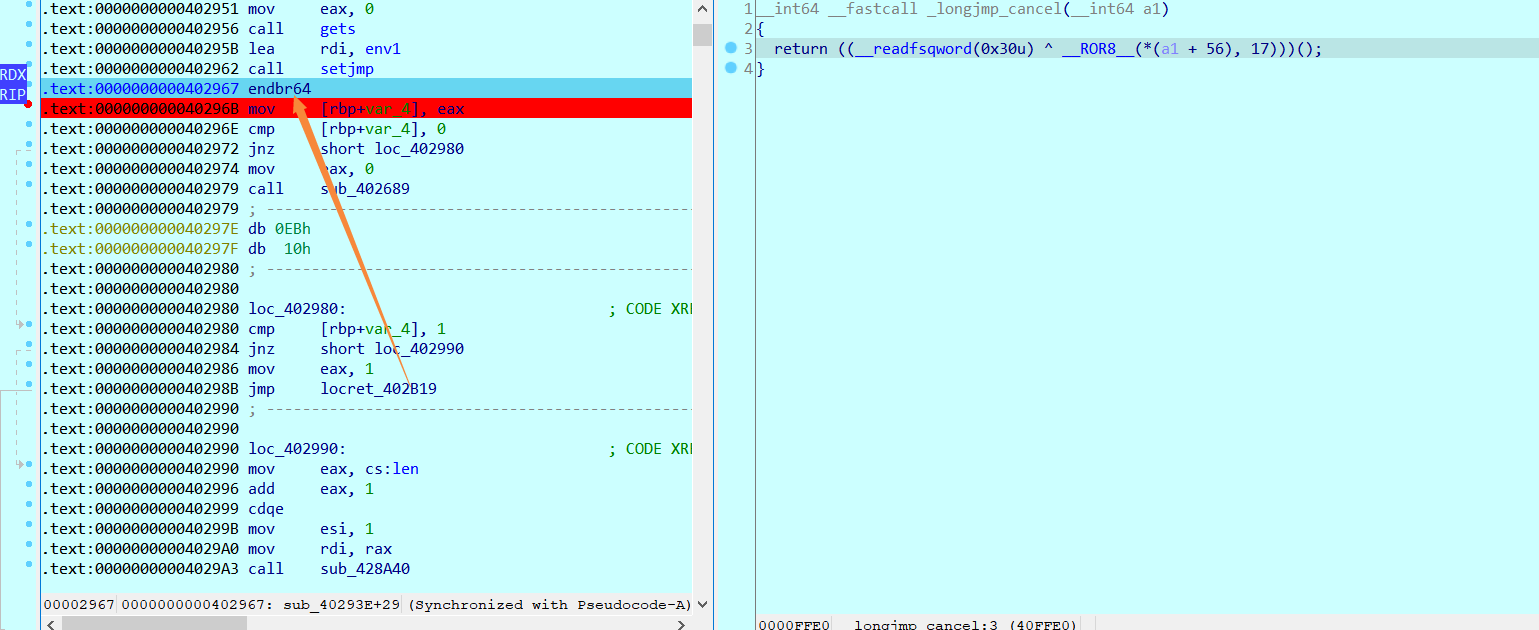 .text:0000000000402951 mov eax, 0
.text:0000000000402956 call gets
.text:000000000040295B lea rdi, env1
.text:0000000000402962 call setjmp
RDX
.text:0000000000402967 endbr64
RIP
.text:000000000040296B mov [rbp+var_4], eax
.text:000000000040296E cmp [rbp+var_4], 0
.text:0000000000402972 jnz short loc_402980
.text:0000000000402974 mov eax, 0
.text:0000000000402979 call sub_402689
.text:0000000000402979 ; ---------------------------------------------------
.text:000000000040297E db 0EBh
.text:000000000040297F db 10h
.text:0000000000402980 ; ---------------------------------------------------
.text:0000000000402980
.text:0000000000402980 loc_402980: ; CODE XR
.text:0000000000402980 cmp [rbp+var_4], 1
.text:0000000000402984 jnz short loc_402990
.text:0000000000402986 mov eax, 1
.text:000000000040298B jmp locret_402B19
.text:0000000000402990 ; ---------------------------------------------------
.text:0000000000402990
.text:0000000000402990 loc_402990: ; CODE XR
.text:0000000000402990 mov eax, cs:len
.text:0000000000402996 add eax, 1
.text:0000000000402999 cdqe
.text:000000000040299B mov esi, 1
.text:00000000004029A0 mov rdi, rax
.text:00000000004029A3 call sub_428A40
00002967 0000000000402967: sub_40293E+29 (Synchronized with Pseudocode-A)
1 __int64 __fastcall _longjmp_cancel(__int64 a1)
2 {
3 return ((__readfsqword(0x30u) ^ __ROR8__(*(a1 + 56), 17)))();
4 }
0000FFE0 _longjmp_cancel:3 (40FFE0)